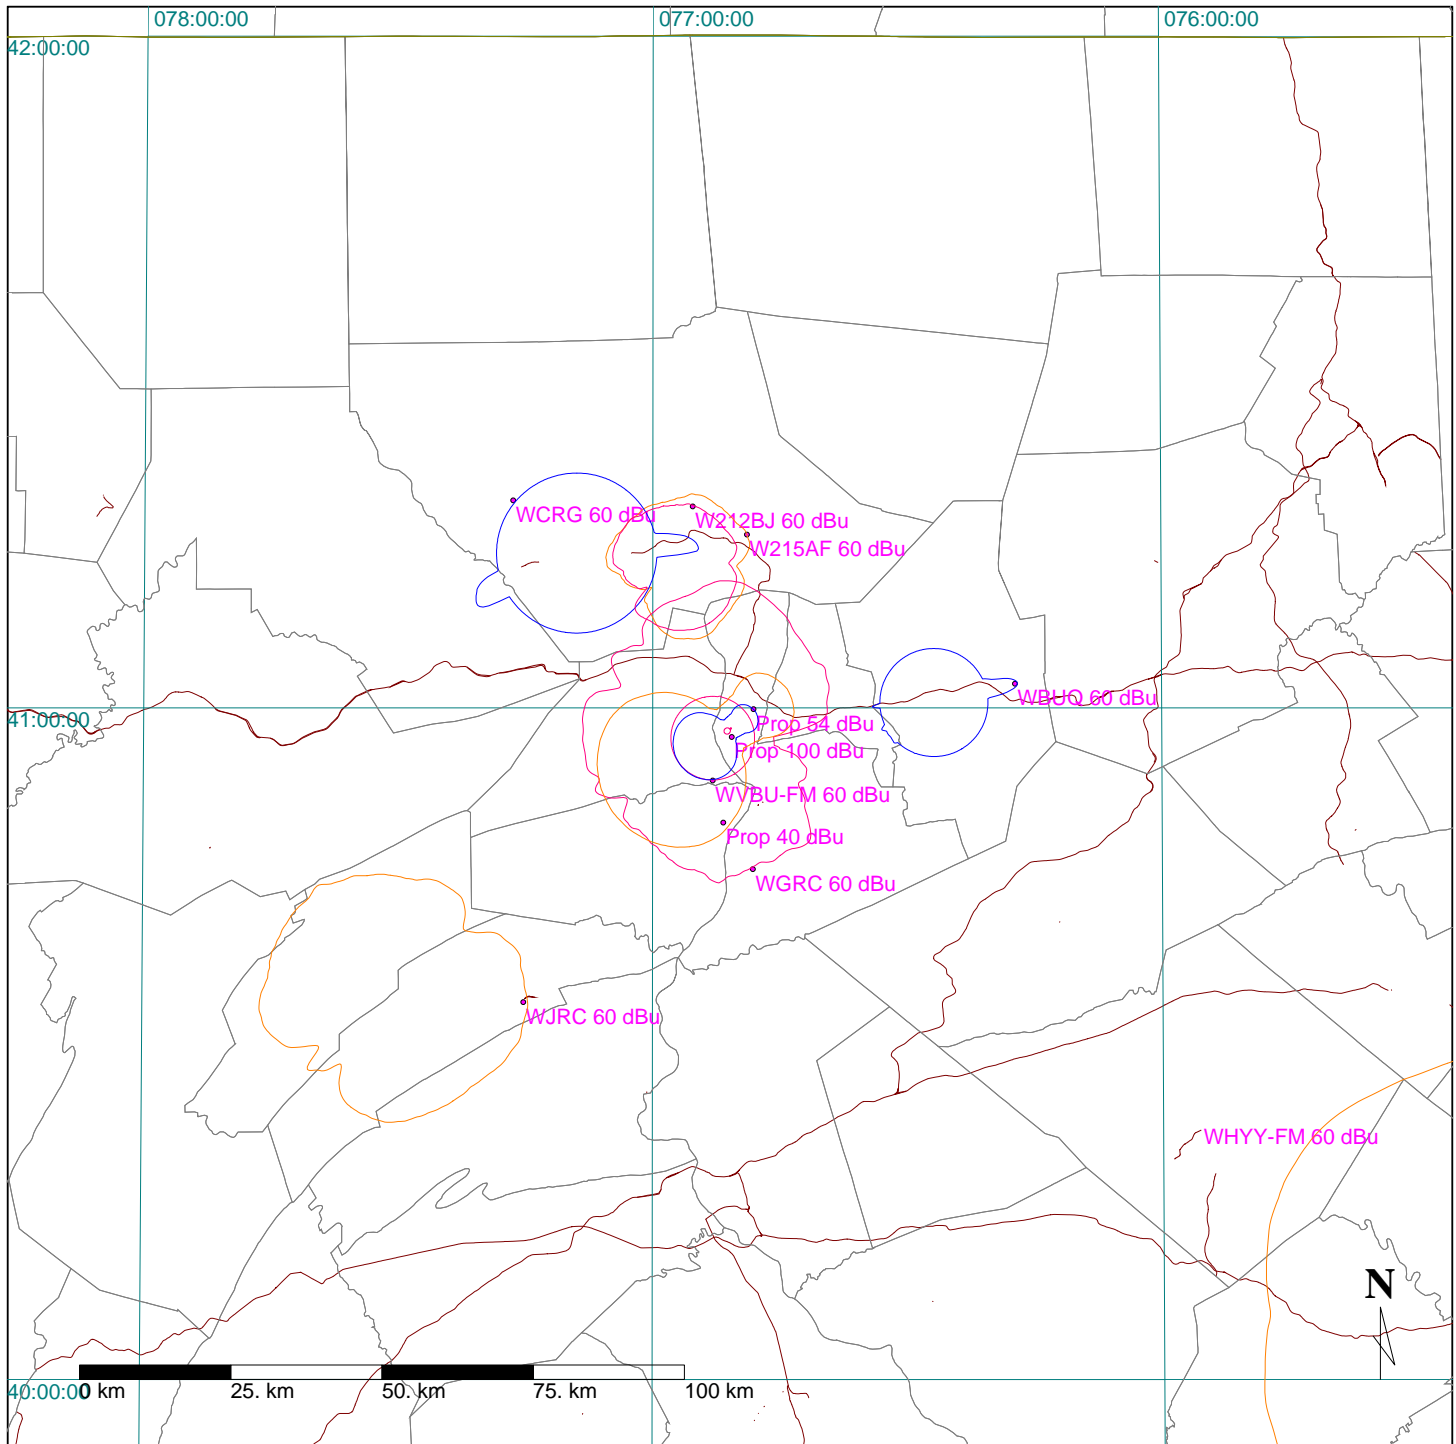 078:00:00
077:00:00
076:00:00
42:00:00
WCRG 60 dBu
W212BJ 60 dBu
W215AF 60 dBu
WBUQ 60 dBu
41:00:00
Prop 54 dBu
Prop 100 dBu
WVBU-FM 60 dBu
Prop 40 dBu
WGRC 60 dBu
WJRC 60 dBu
WHYY-FM 60 dBu
N
40:00:00
0 km
25. km
50. km
75. km
100 km